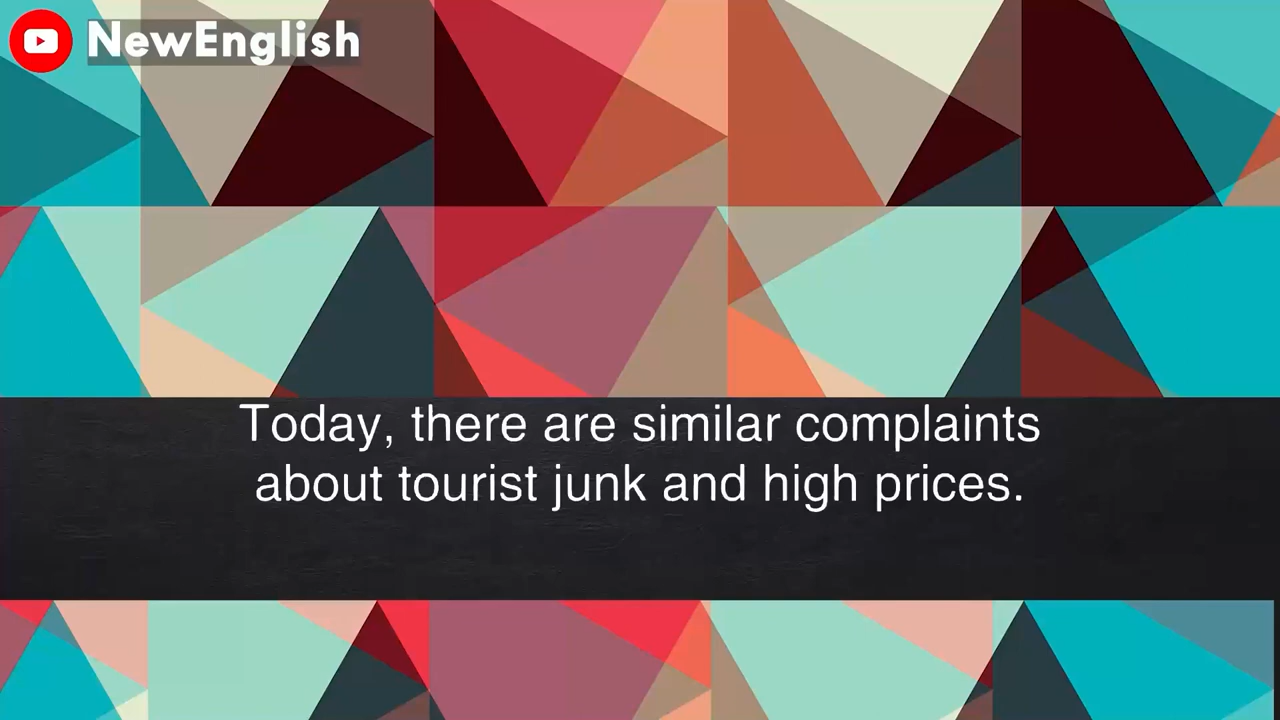 NewEnglish
Today, there are similar complaints
about tourist junk and high prices.